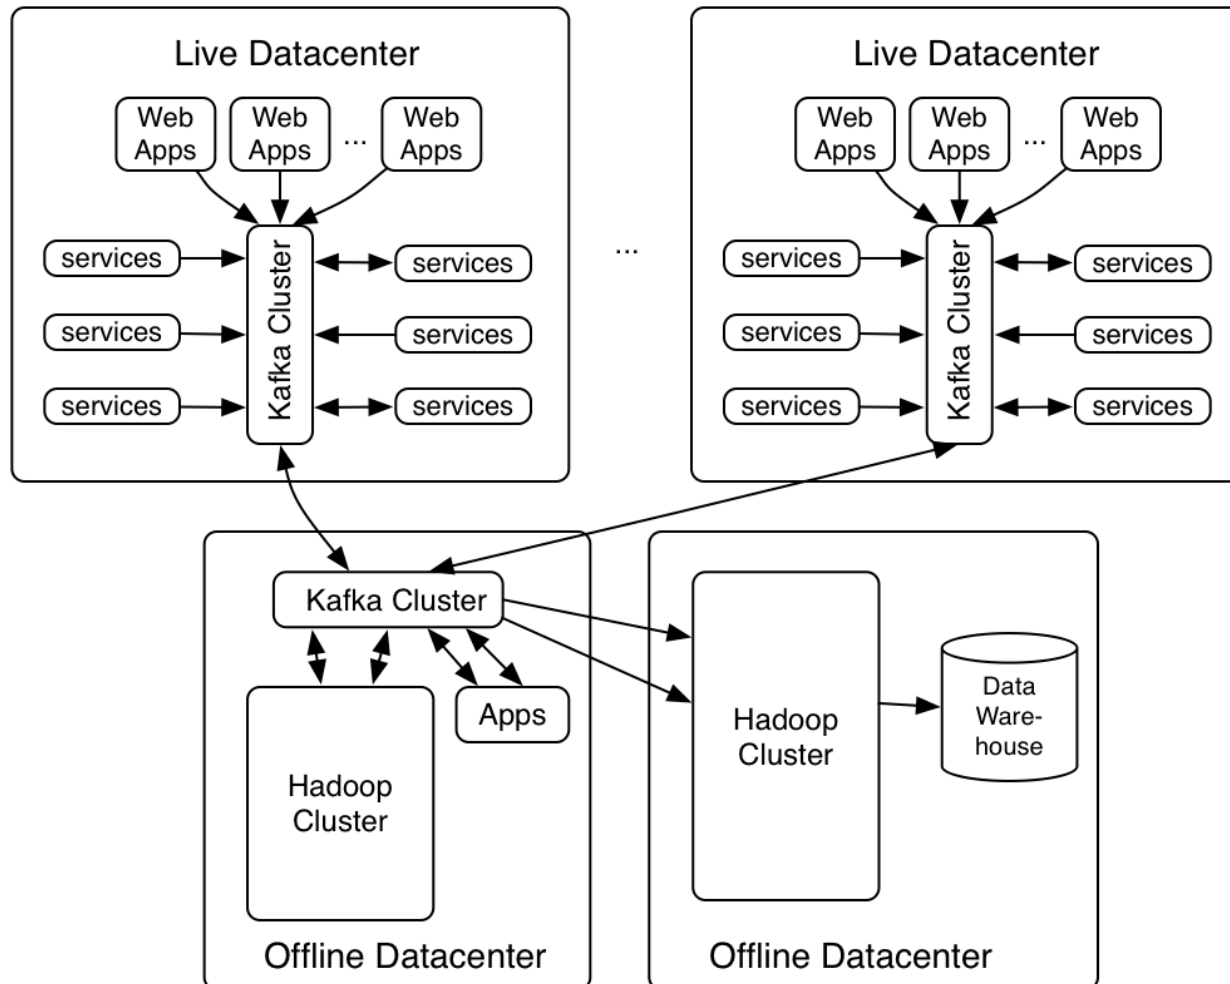 Live Datacenter
Web
Apps
Web
Apps
...
Web
Apps
services
services
services
Kafka Cluster
services
services
services
...
Live Datacenter
Web
Apps
Web
Apps
...
Web
Apps
services
services
services
Kafka Cluster
services
services
services
Kafka Cluster
Hadoop
Cluster
Apps
Offline Datacenter
Hadoop
Cluster
Data
Ware-
house
Offline Datacenter